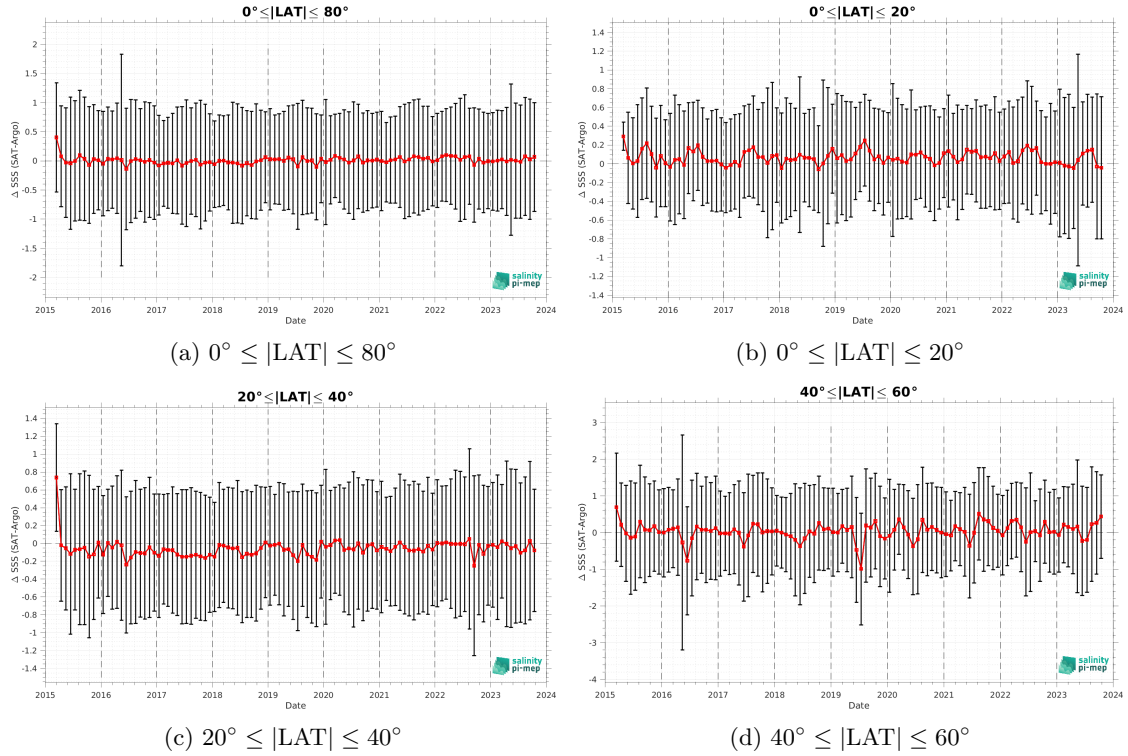 0°≤|LAT|≤ 80°
Δ SSS (SAT-Argo)
2
1.5
1
0.5
0
-0.5
-1
-1.5
-2
salinity
pi-mep
2015 2016 2017 2018 2019 2020 2021 2022 2023 2024
Date
(a) 0° ≤ |LAT| ≤ 80°
0°≤|LAT|≤ 20°
Δ SSS (SAT-Argo)
1.4
1.2
1
0.8
0.6
0.4
0.2
0
-0.2
-0.4
-0.6
-0.8
-1
-1.2
-1.4
salinity
pi-mep
2015 2016 2017 2018 2019 2020 2021 2022 2023 2024
Date
(b) 0° ≤ |LAT| ≤ 20°
20°≤|LAT|≤ 40°
Δ SSS (SAT-Argo)
1.4
1.2
1
0.8
0.6
0.4
0.2
0
-0.2
-0.4
-0.6
-0.8
-1
-1.2
-1.4
salinity
pi-mep
2015 2016 2017 2018 2019 2020 2021 2022 2023 2024
Date
(c) 20° ≤ |LAT| ≤ 40°
40°≤|LAT|≤ 60°
Δ SSS (SAT-Argo)
3
2
1
0
-1
-2
-3
-4
salinity
pi-mep
2015 2016 2017 2018 2019 2020 2021 2022 2023 2024
Date
(d) 40° ≤ |LAT| ≤ 60°